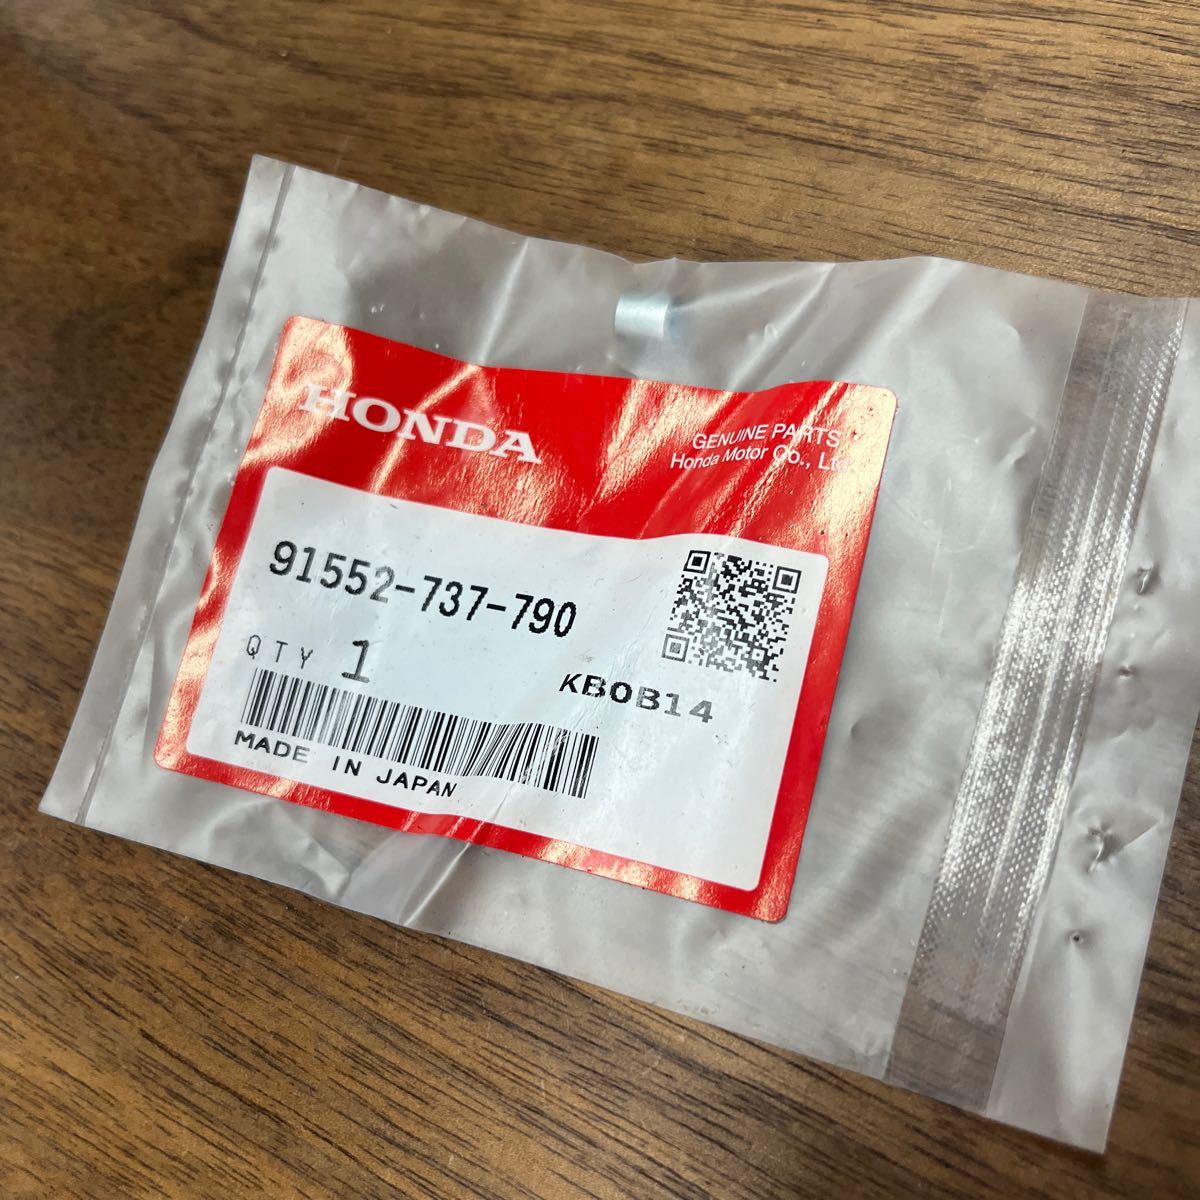 HONDA
GENUINE PARTS
Honda Motor Co., Ltd.
91552-737-790
QTY 1
KB0B14
MADE IN JAPAN